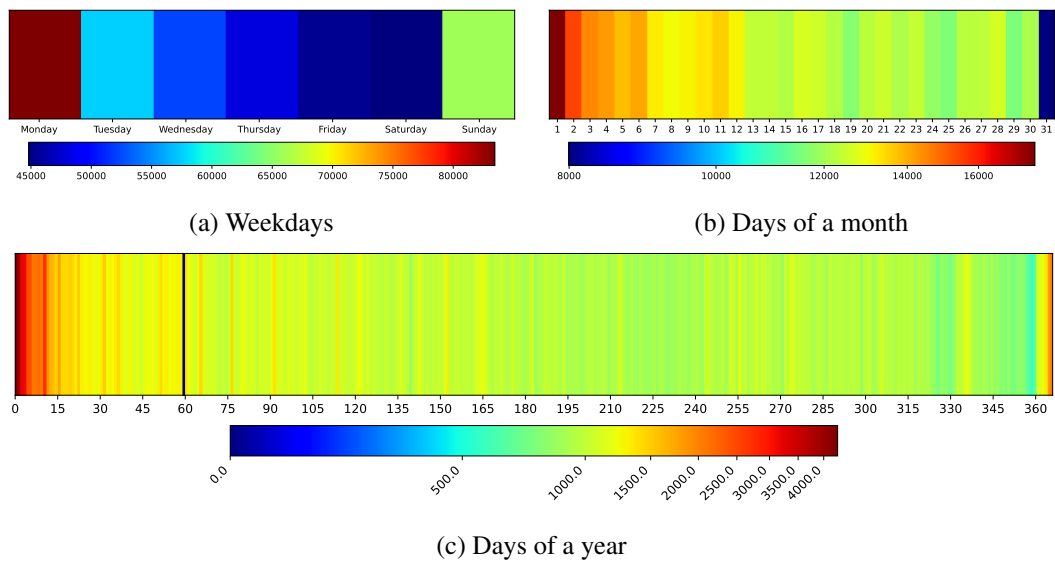 Monday Tuesday Wednesday Thursday Friday Saturday Sunday
45000 50000 55000 60000 65000 70000 75000 80000
(a) Weekdays
1 2 3 4 5 6 7 8 9 10 11 12 13 14 15 16 17 18 19 20 21 22 23 24 25 26 27 28 29 30 31
8000 10000 12000 14000 16000
(b) Days of a month
0 15 30 45 60 75 90 105 120 135 150 165 180 195 210 225 240 255 270 285 300 315 330 345 360
0.0 500.0 1000.0 1500.0 2000.0 2500.0 3000.0 3500.0 4000.0
(c) Days of a year